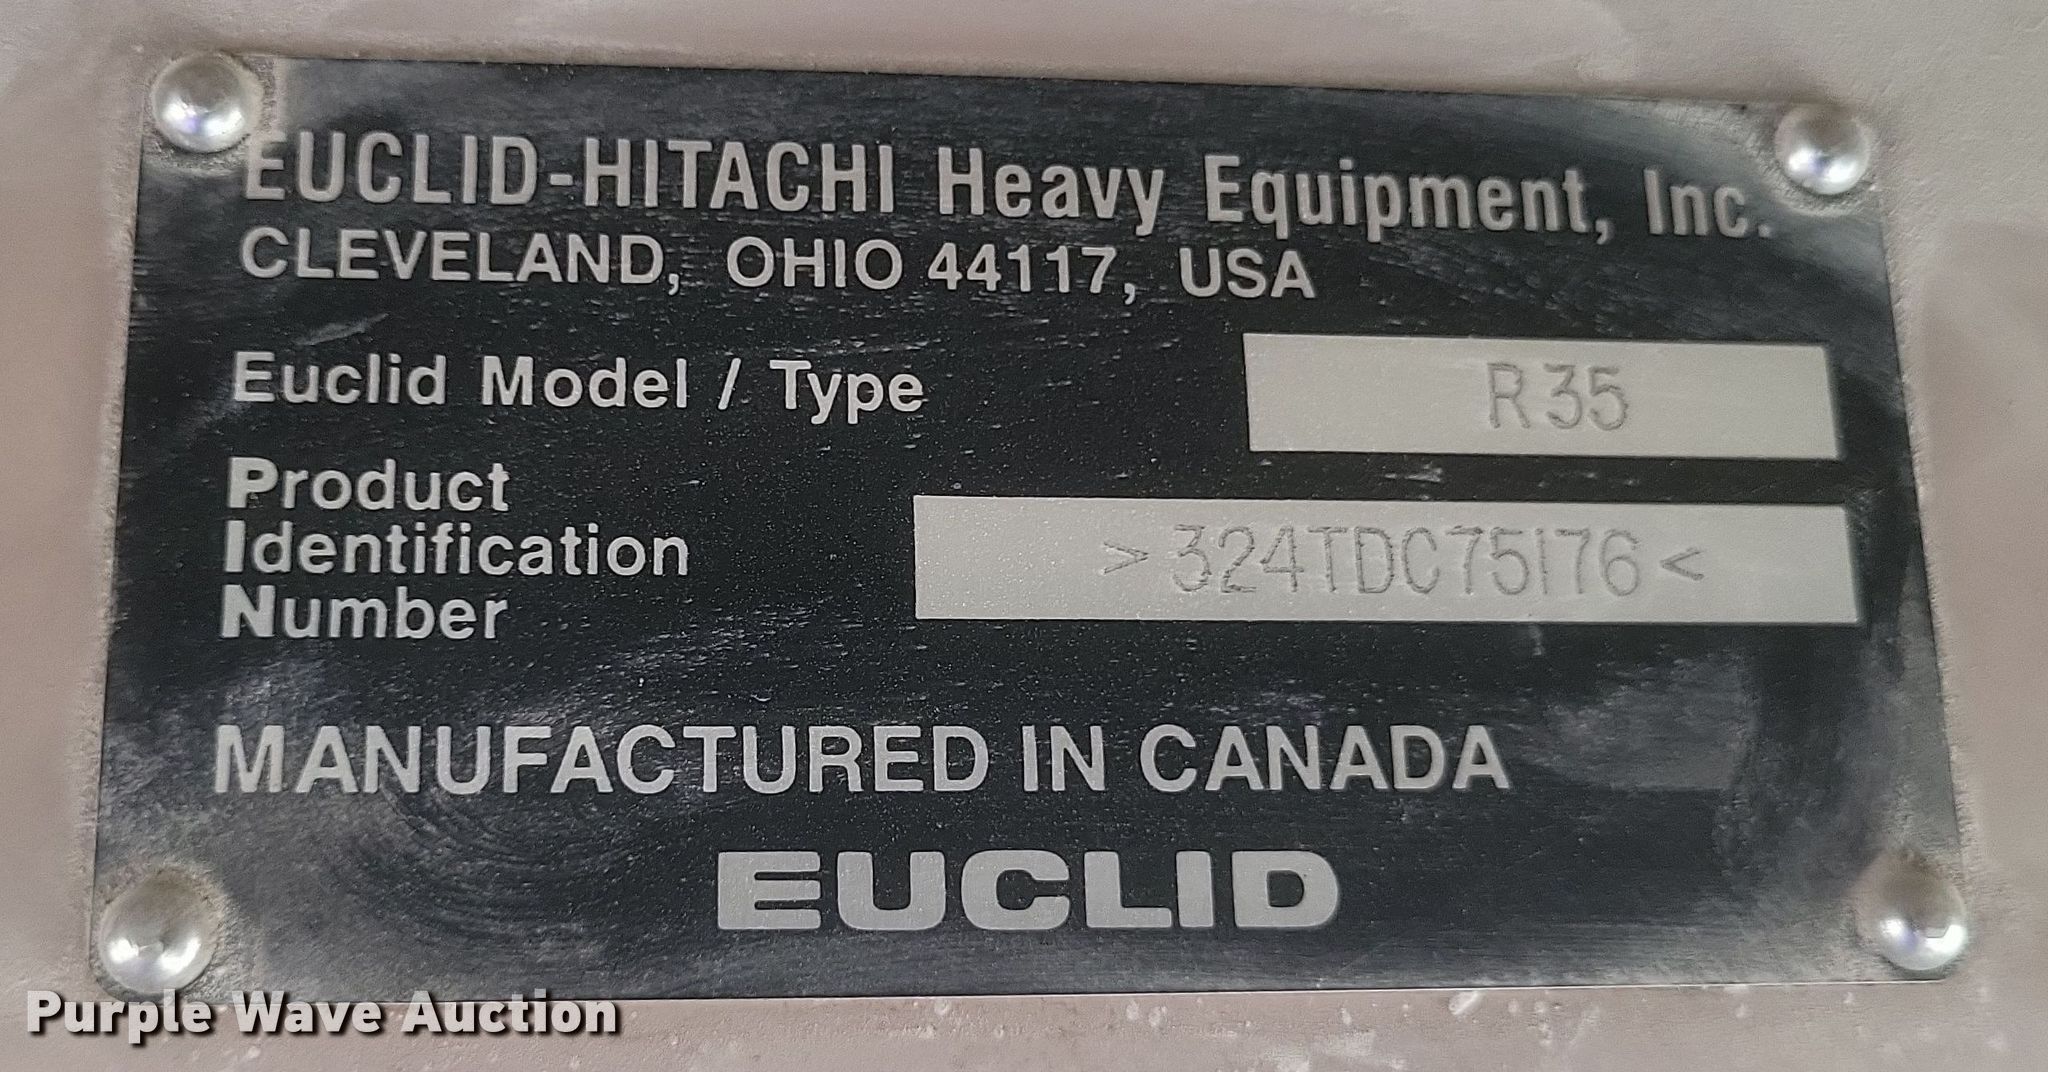 EUCLID-HITACHI Heavy Equipment, Inc.
CLEVELAND, OHIO 44117, USA
Euclid Model / Type R35
Product
Identification >324TDC75176<
Number
MANUFACTURED IN CANADA
EUCLID
Purple Wave Auction